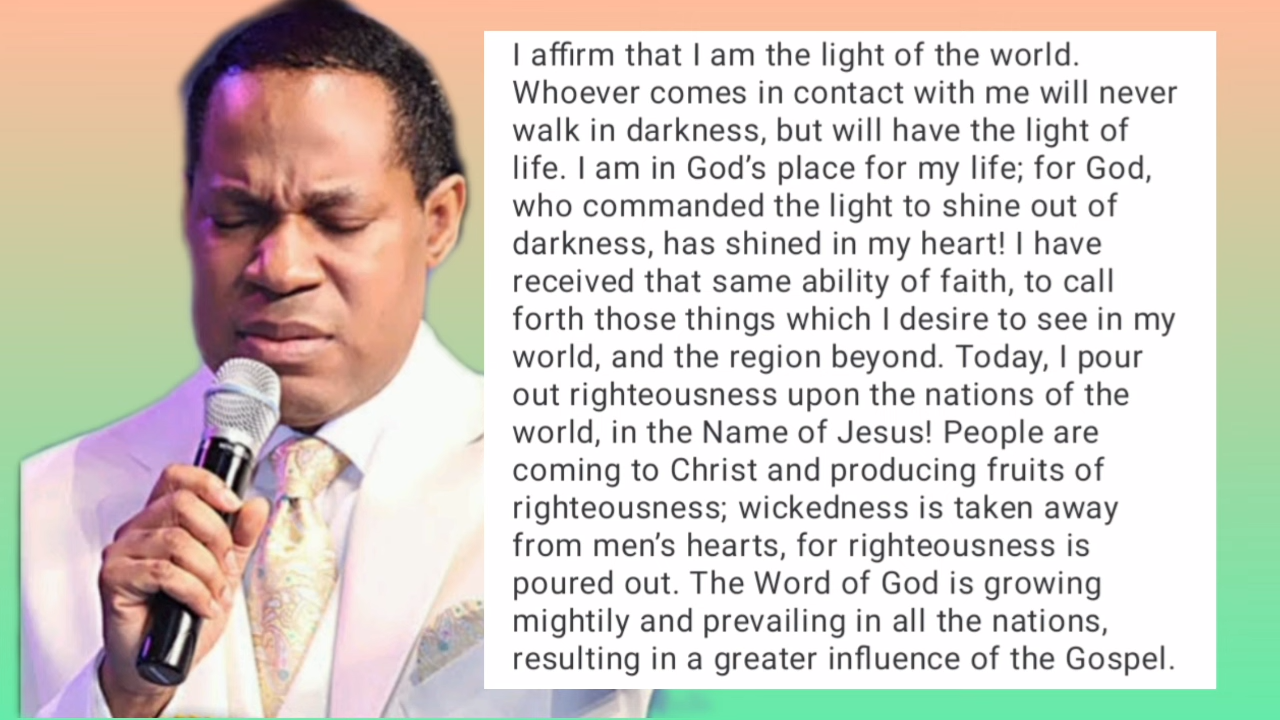 I affirm that I am the light of the world.
Whoever comes in contact with me will never
walk in darkness, but will have the light of
life. I am in God’s place for my life; for God,
who commanded the light to shine out of
darkness, has shined in my heart! I have
received that same ability of faith, to call
forth those things which I desire to see in my
world, and the region beyond. Today, I pour
out righteousness upon the nations of the
world, in the Name of Jesus! People are
coming to Christ and producing fruits of
righteousness; wickedness is taken away
from men’s hearts, for righteousness is
poured out. The Word of God is growing
mightily and prevailing in all the nations,
resulting in a greater influence of the Gospel.